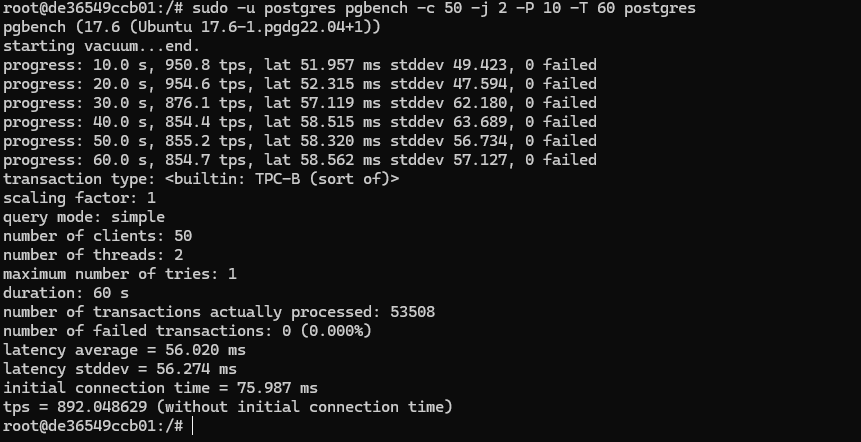 root@de36549ccb01:/# sudo -u postgres pgbench -c 50 -j 2 -P 10 -T 60 postgres
pgbench (17.6 (Ubuntu 17.6-1.pgdg22.04+1))
starting vacuum...end.
progress: 10.0 s, 950.8 tps, lat 51.957 ms stddev 49.423, 0 failed
progress: 20.0 s, 954.6 tps, lat 52.315 ms stddev 47.594, 0 failed
progress: 30.0 s, 876.1 tps, lat 57.119 ms stddev 62.180, 0 failed
progress: 40.0 s, 854.4 tps, lat 58.515 ms stddev 63.689, 0 failed
progress: 50.0 s, 855.2 tps, lat 58.320 ms stddev 56.734, 0 failed
progress: 60.0 s, 854.7 tps, lat 58.562 ms stddev 57.127, 0 failed
transaction type: <builtin: TPC-B (sort of)>
scaling factor: 1
query mode: simple
number of clients: 50
number of threads: 2
maximum number of tries: 1
duration: 60 s
number of transactions actually processed: 53508
number of failed transactions: 0 (0.000%)
latency average = 56.020 ms
latency stddev = 56.274 ms
initial connection time = 75.987 ms
tps = 892.048629 (without initial connection time)
root@de36549ccb01:/#